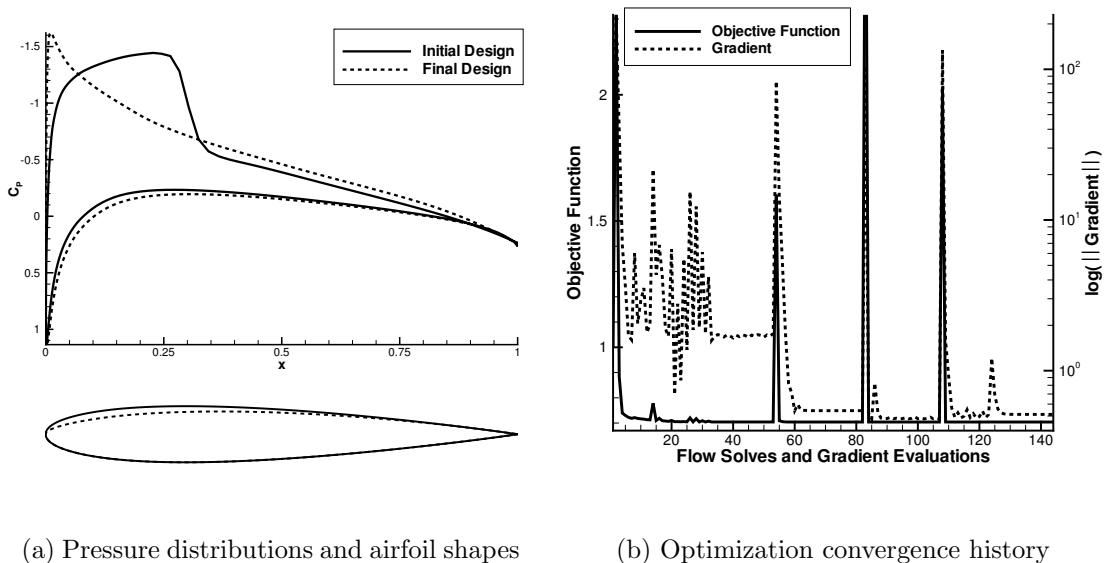 -1.5
-1
-0.5
0
0.5
1
C_P
Initial Design
Final Design
0
0.25
0.5
0.75
1
x
Objective Function
Gradient
2
1.5
1
Objective Function
10^2
10^1
10^0
log( || Gradient || )
20
40
60
80
100
120
140
Flow Solves and Gradient Evaluations
(a) Pressure distributions and airfoil shapes
(b) Optimization convergence history